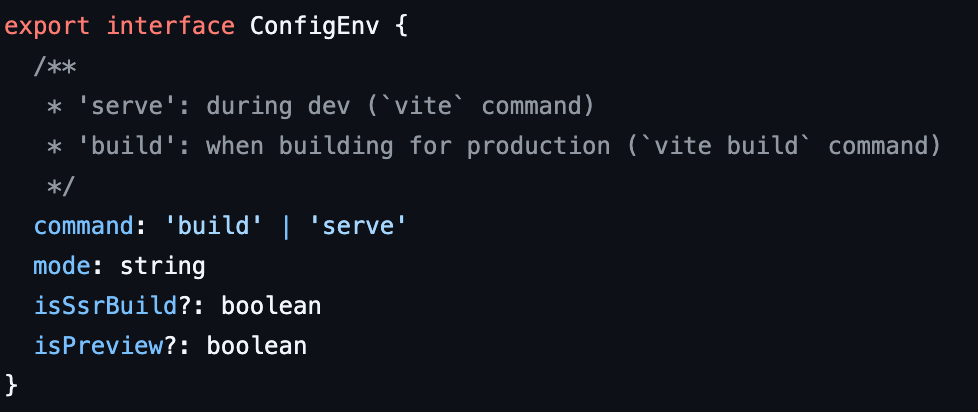 export interface ConfigEnv {
  /**
   * 'serve': during dev (`vite` command)
   * 'build': when building for production (`vite build` command)
   */
  command: 'build' | 'serve'
  mode: string
  isSsrBuild?: boolean
  isPreview?: boolean
}